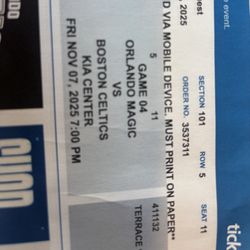 e event.
est
2025
SECTION 101
ROW 5
SEAT 11
ORDER NO. 3537311
D VIA MOBILE DEVICE. MUST PRINT ON PAPER**
5
11
411132
GAME 04
TERRACE
ORLANDO MAGIC
VS
BOSTON CELTICS
KIA CENTER
FRI NOV 07, 2025 7:00 PM
tick